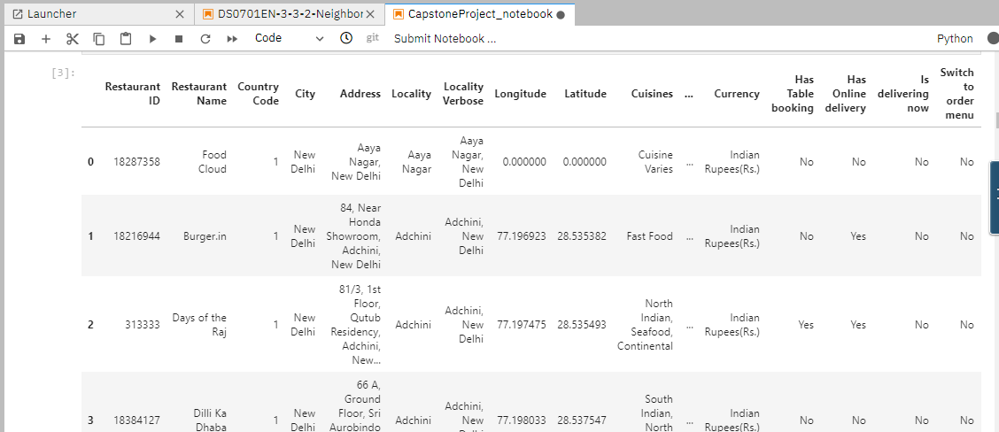 Launcher
DS0701EN-3-3-2-Neighbor
CapstoneProject_notebook
Code
git
Submit Notebook ...
Python
[3]:
Restaurant ID Restaurant Name Country Code City Address Locality Locality Verbose Longitude Latitude Cuisines ... Currency Has Table booking Has Online delivery Is delivering now Switch to order menu
0 18287358 Food Cloud 1 New Delhi Aaya Nagar, New Delhi Aaya Nagar Aaya Nagar, New Delhi 0.000000 0.000000 Cuisine Varies ... Indian Rupees(Rs.) No No No No
1 18216944 Burger.in 1 New Delhi 84, Near Honda Showroom, Adchini, New Delhi Adchini Adchini, New Delhi 77.196923 28.535382 Fast Food ... Indian Rupees(Rs.) No Yes No No
2 313333 Days of the Raj 1 New Delhi 81/3, 1st Floor, Qutub Residency, Adchini, New... Adchini Adchini, New Delhi 77.197475 28.535493 North Indian, Seafood, Continental ... Indian Rupees(Rs.) Yes Yes No No
3 18384127 Dilli Ka Dhaba 1 New Delhi 66 A, Ground Floor, Sri Aurobindo Adchini Adchini, New 77.198033 28.537547 South Indian, North ... Indian Rupees(Rs.) No No No No